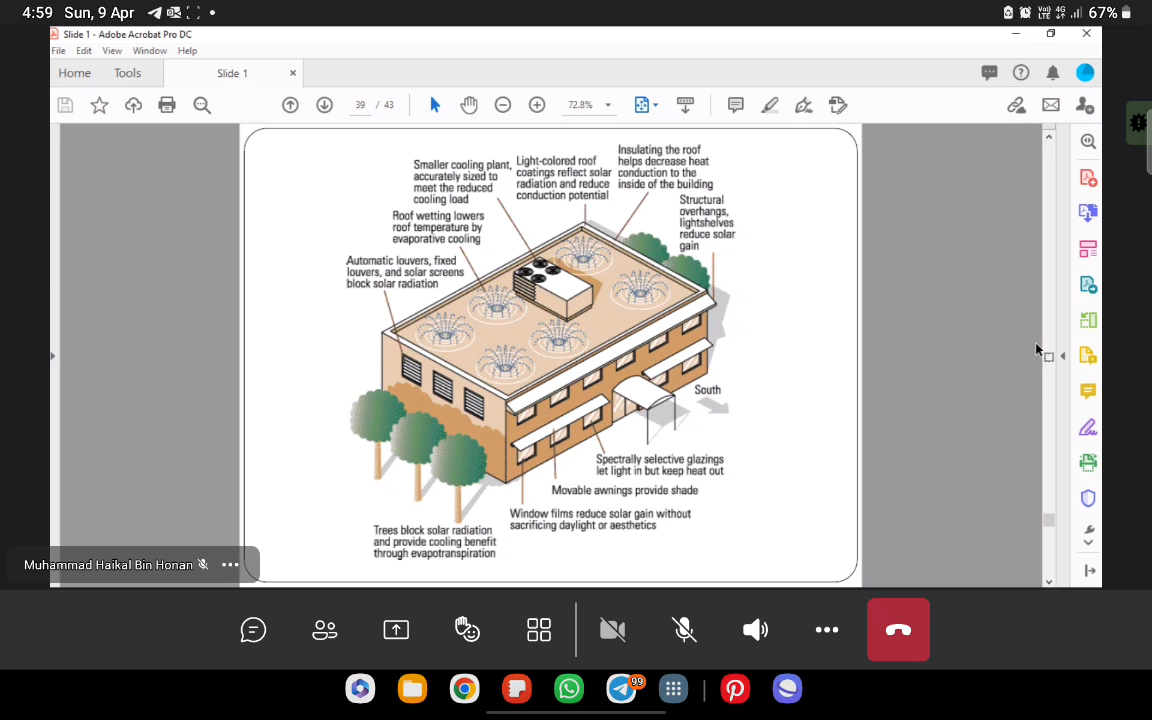 4:59 Sun, 9 Apr
VoLTE 4G 67%
Slide 1 - Adobe Acrobat Pro DC
File Edit View Window Help
Home Tools Slide 1 ×
39 / 43 72.8%
Smaller cooling plant,
accurately sized to
meet the reduced
cooling load
Light-colored roof
coatings reflect solar
radiation and reduce
conduction potential
Insulating the roof
helps decrease heat
conduction to the
inside of the building
Structural
overhangs,
lightshelves
reduce solar
gain
Roof wetting lowers
roof temperature by
evaporative cooling
Automatic louvers, fixed
louvers, and solar screens
block solar radiation
South
Spectrally selective glazings
let light in but keep heat out
Movable awnings provide shade
Window films reduce solar gain without
sacrificing daylight or aesthetics
Trees block solar radiation
and provide cooling benefit
through evapotranspiration
Muhammad Haikal Bin Honan
99